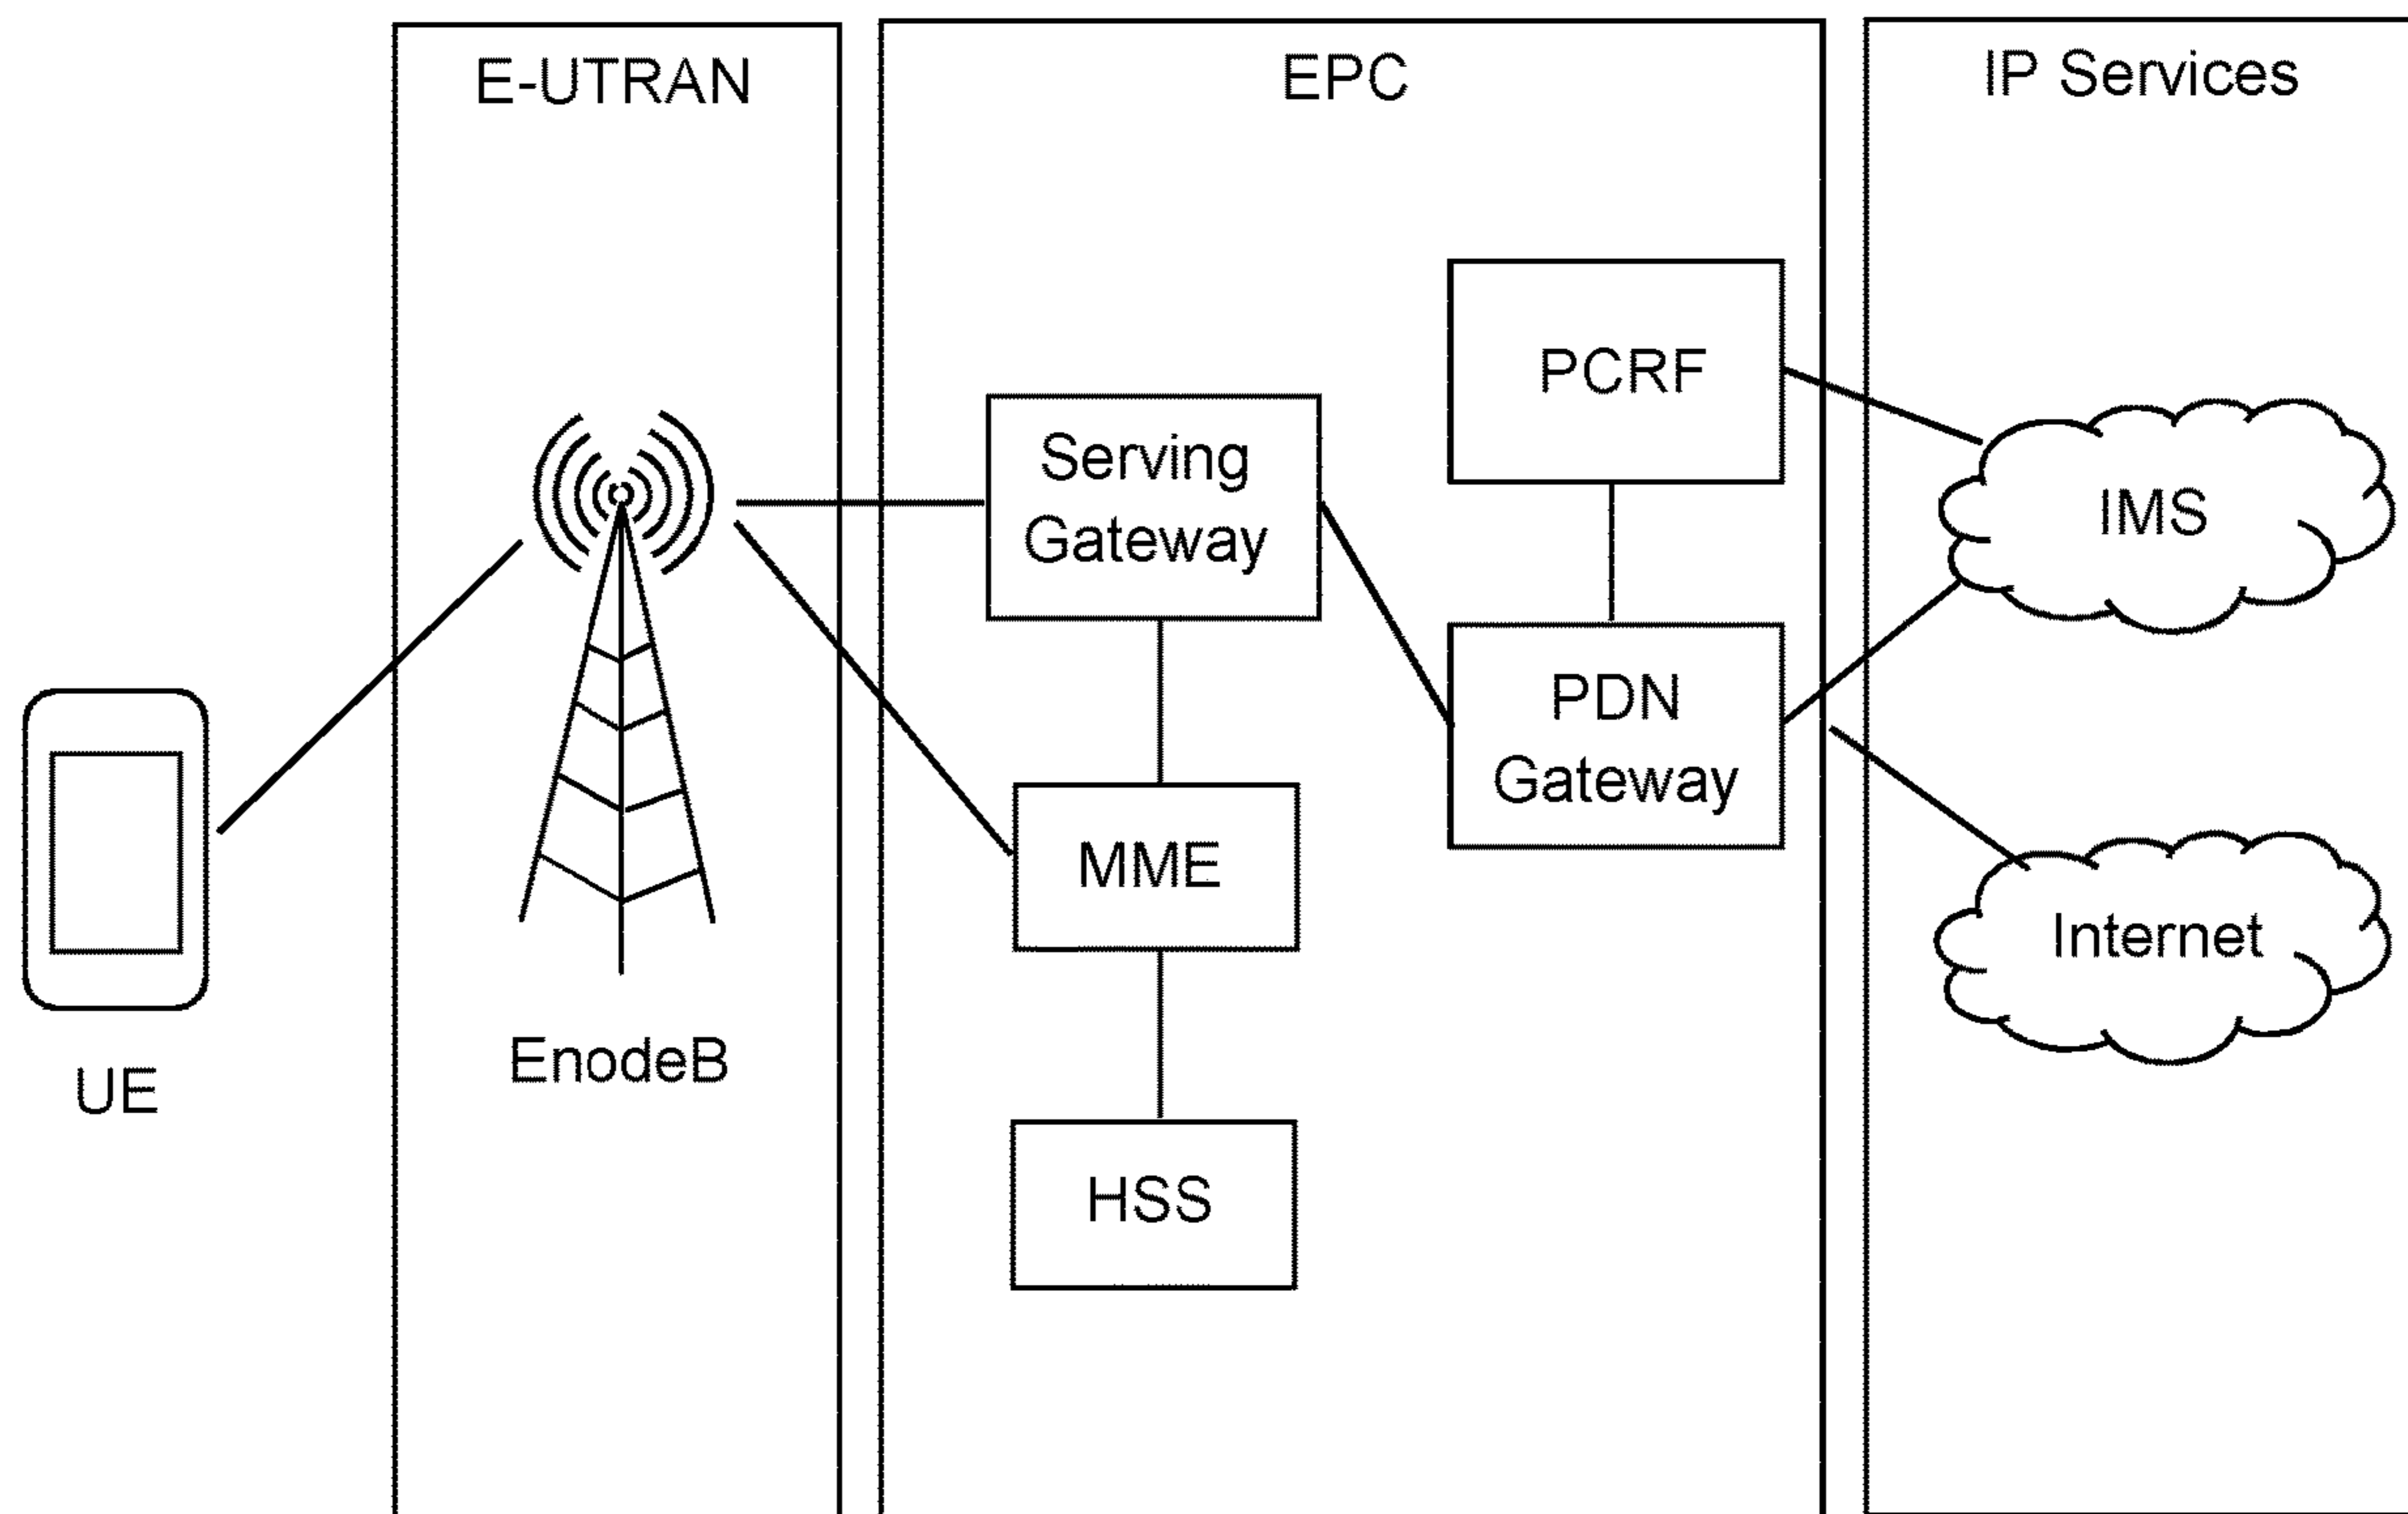 E-UTRAN
EPC
IP Services
PCRF
Serving
Gateway
IMS
PDN
Gateway
MME
Internet
EnodeB
UE
HSS